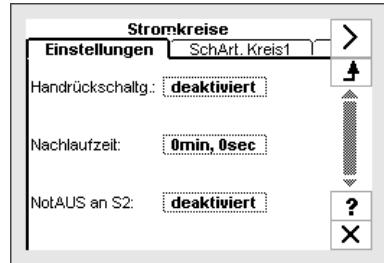 Stromkreise
Einstellungen SchArt. Kreis1
Handrückschaltg.: deaktiviert
Nachlaufzeit: 0min, 0sec
NotAUS an S2: deaktiviert
?